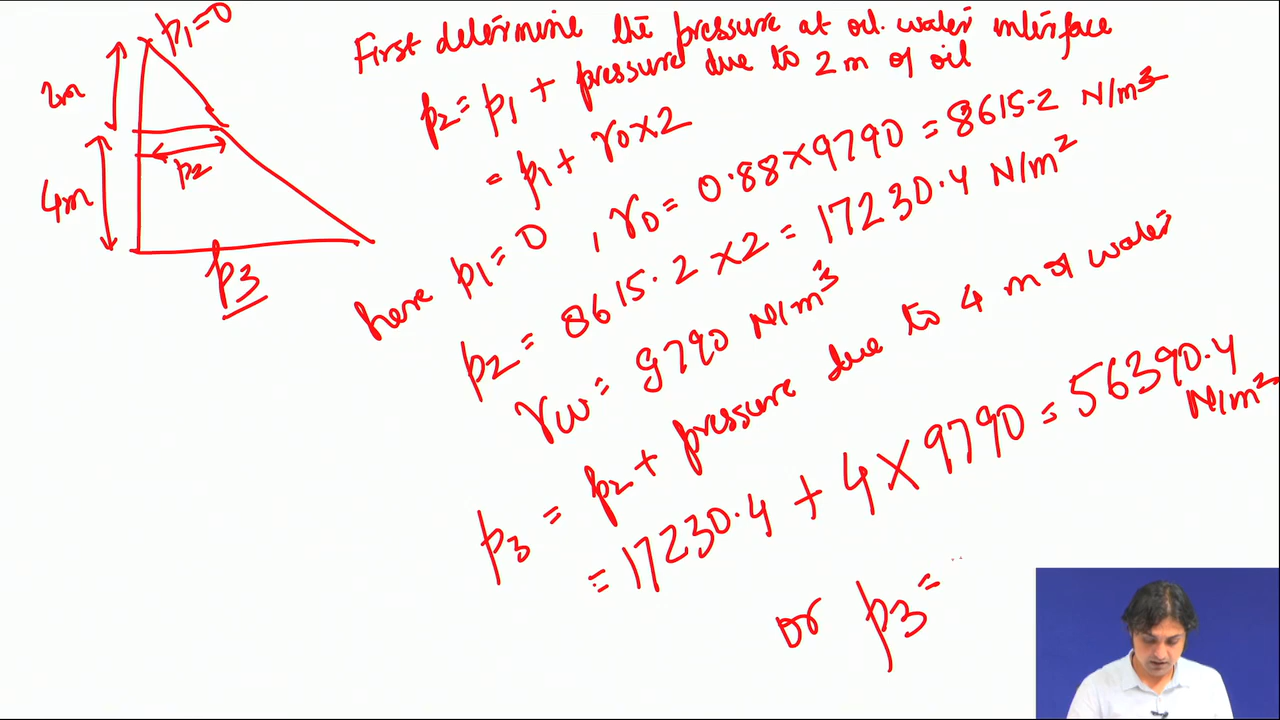 p1=0
2m
p2
4m
p3
First determine the pressure at oil-water interface
p2 = p1 + pressure due to 2 m of oil
= p1 + γo×2
here p1=0 , γo= 0.88×9790 = 8615.2 N/m³
p2= 8615.2 ×2 = 17230.4 N/m²
γw= 9790 N/m³
p3 = p2 + pressure due to 4 m of water
= 17230.4 + 4×9790 = 56390.4 N/m²
or p3=